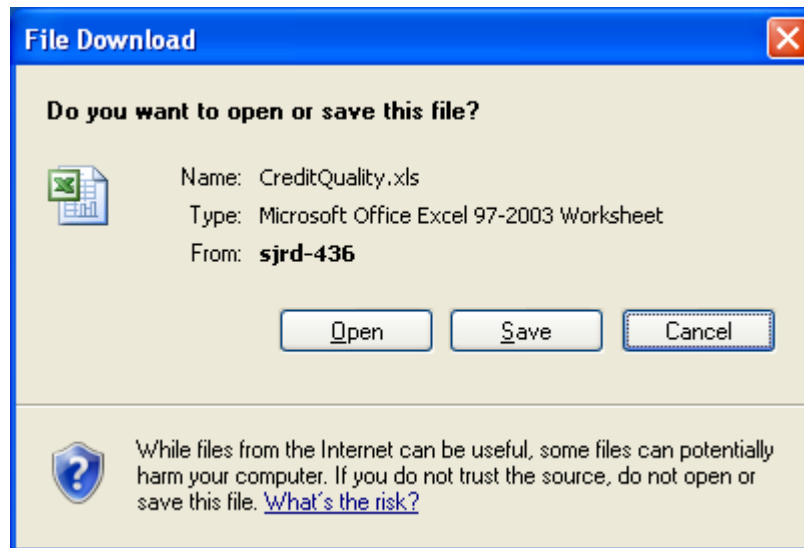 File Download
Do you want to open or save this file?
Name: CreditQuality.xls
Type: Microsoft Office Excel 97-2003 Worksheet
From: sjrd-436
Open Save Cancel
While files from the Internet can be useful, some files can potentially
harm your computer. If you do not trust the source, do not open or
save this file. What's the risk?